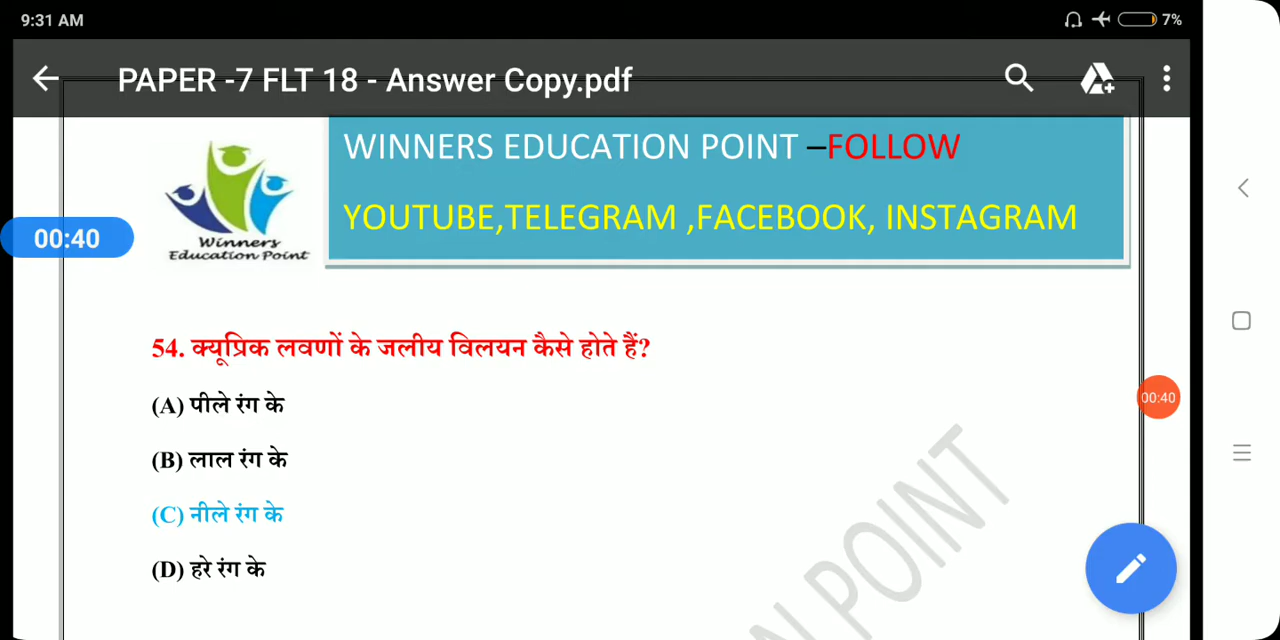 9:31 AM
7%
PAPER -7 FLT 18 - Answer Copy.pdf
WINNERS EDUCATION POINT –FOLLOW
YOUTUBE,TELEGRAM ,FACEBOOK, INSTAGRAM
Winners
Education Point
00:40
54. क्यूप्रिक लवणों के जलीय विलयन कैसे होते हैं?
(A) पीले रंग के
00:40
(B) लाल रंग के
(C) नीले रंग के
(D) हरे रंग के
POINT